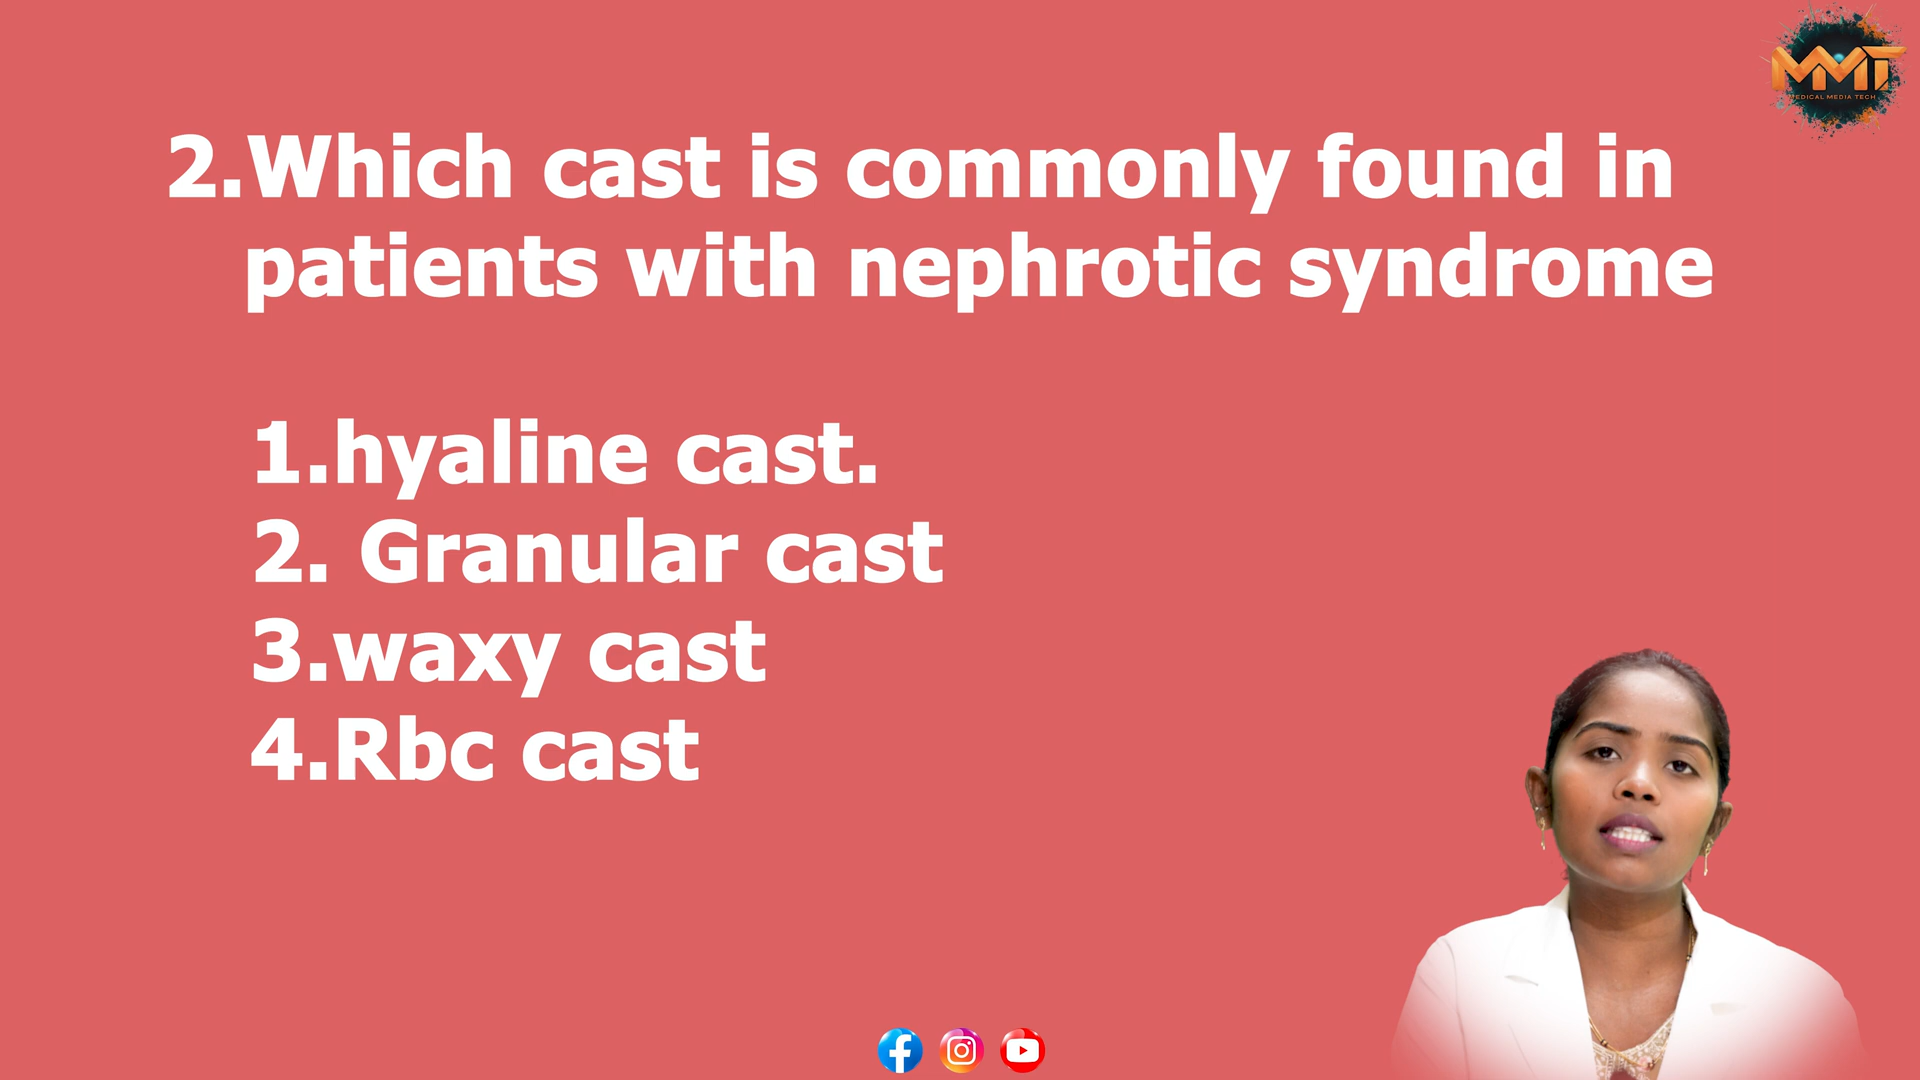 MMT
MEDICAL MEDIA TECH
2.Which cast is commonly found in
patients with nephrotic syndrome
1.hyaline cast.
2. Granular cast
3.waxy cast
4.Rbc cast